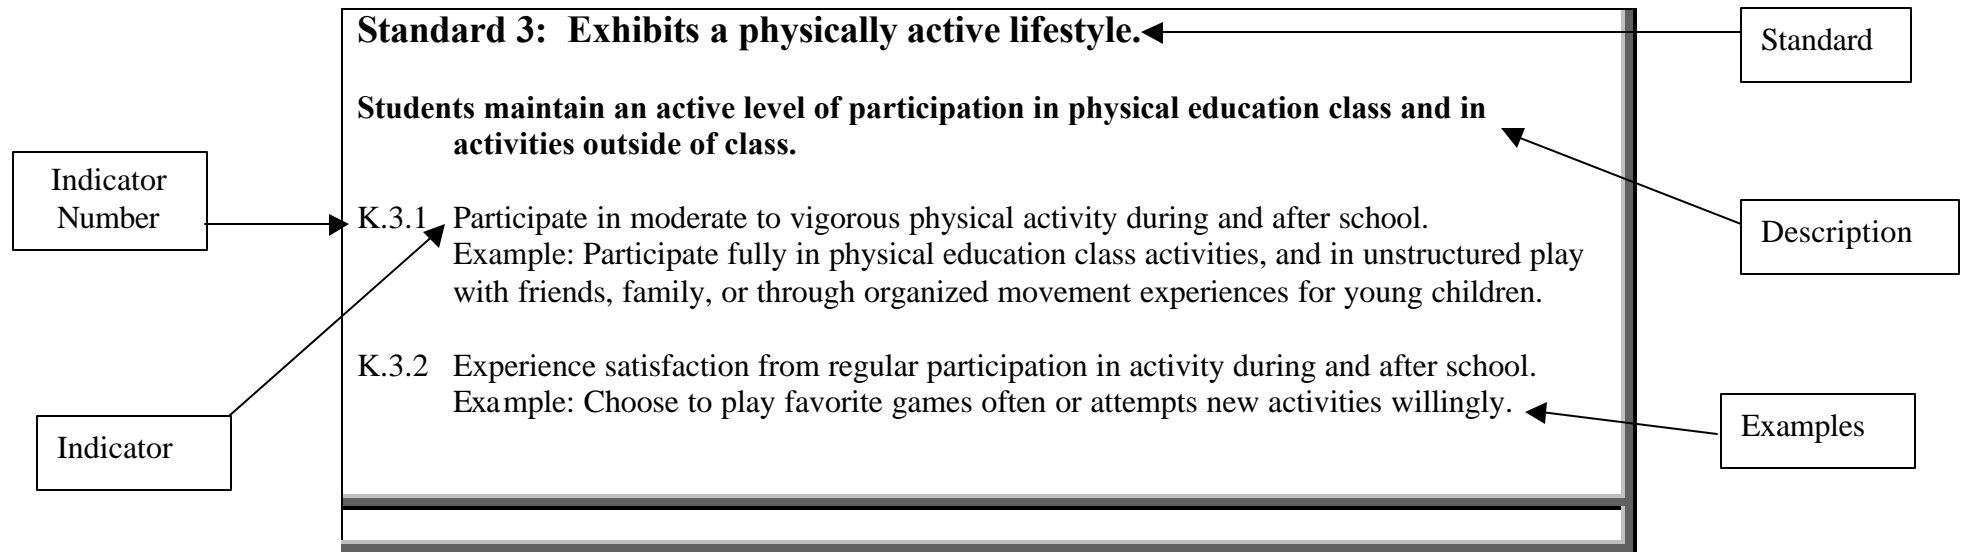 Standard 3:  Exhibits a physically active lifestyle.
Standard
Students maintain an active level of participation in physical education class and in
activities outside of class.
Indicator
Number
K.3.1 Participate in moderate to vigorous physical activity during and after school.
Example: Participate fully in physical education class activities, and in unstructured play
with friends, family, or through organized movement experiences for young children.
Description
K.3.2 Experience satisfaction from regular participation in activity during and after school.
Example: Choose to play favorite games often or attempts new activities willingly.
Indicator
Examples